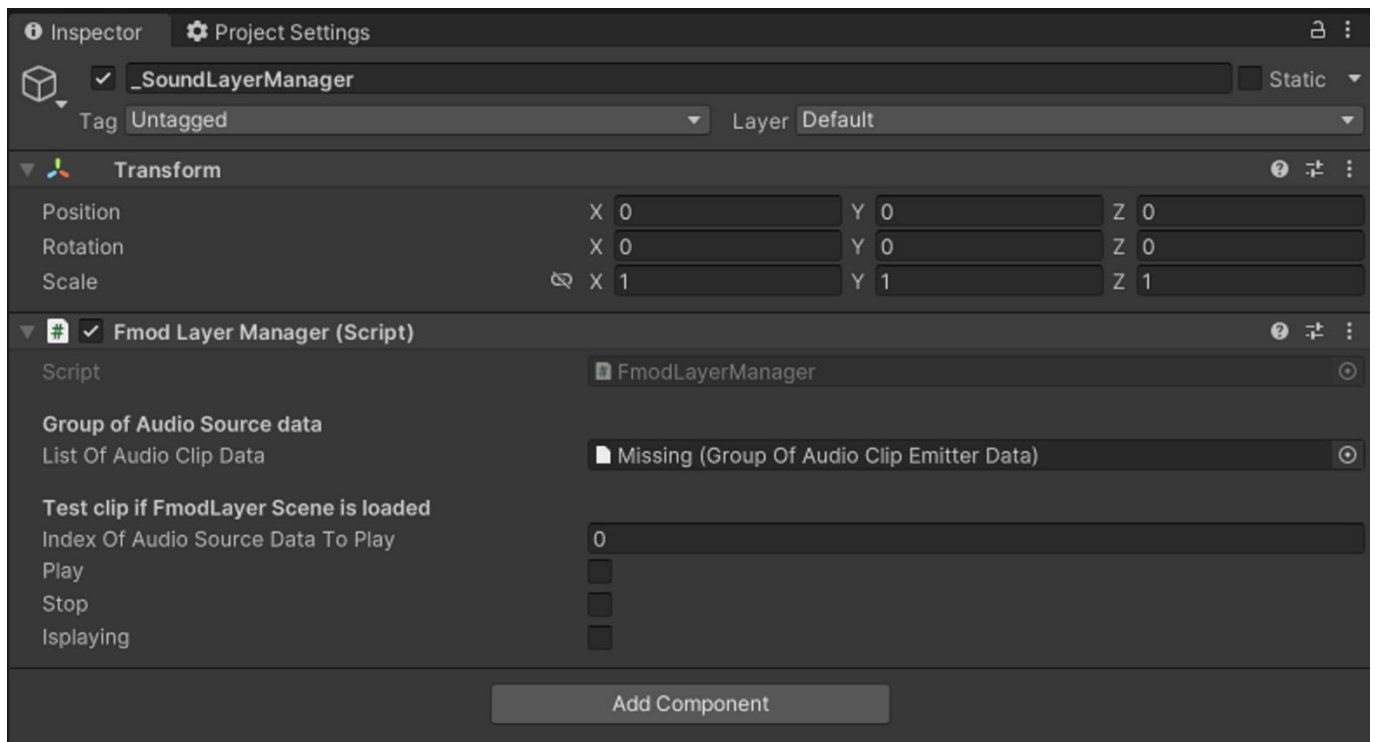 Inspector Project Settings
_SoundLayerManager Static
Tag Untagged Layer Default
Transform
Position X 0 Y 0 Z 0
Rotation X 0 Y 0 Z 0
Scale X 1 Y 1 Z 1
# Fmod Layer Manager (Script)
Script # FmodLayerManager
Group of Audio Source data
List Of Audio Clip Data Missing (Group Of Audio Clip Emitter Data)
Test clip if FmodLayer Scene is loaded
Index Of Audio Source Data To Play 0
Play
Stop
Isplaying
Add Component